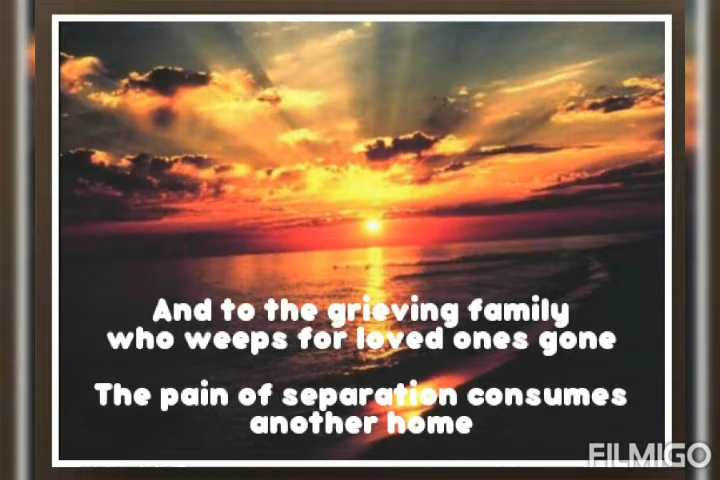 And to the grieving family
who weeps for loved ones gone
The pain of separation consumes
another home
FILMIGO